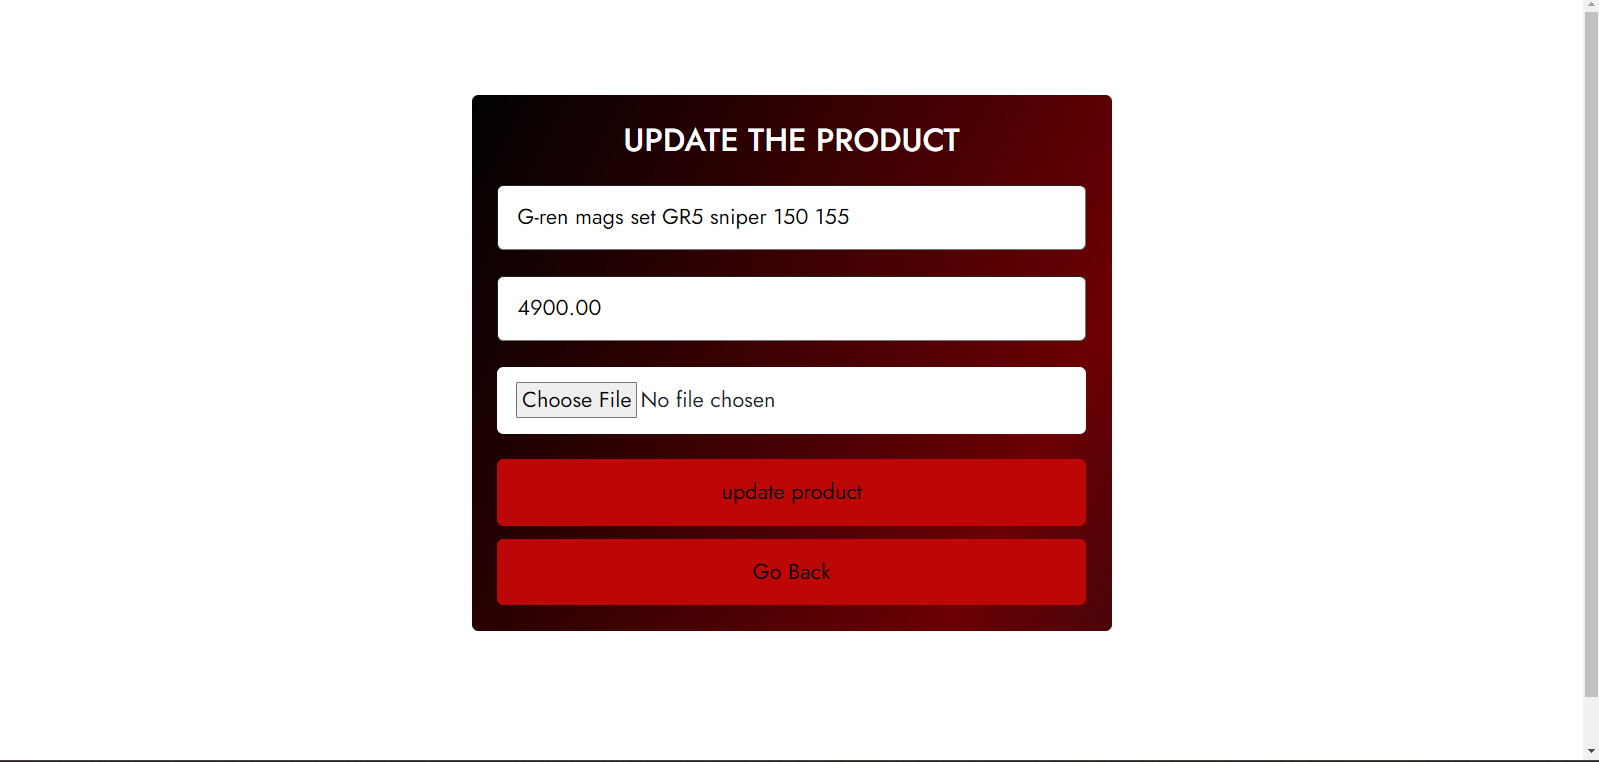 UPDATE THE PRODUCT
G-ren mags set GR5 sniper 150 155
4900.00
Choose File No file chosen
update product
Go Back